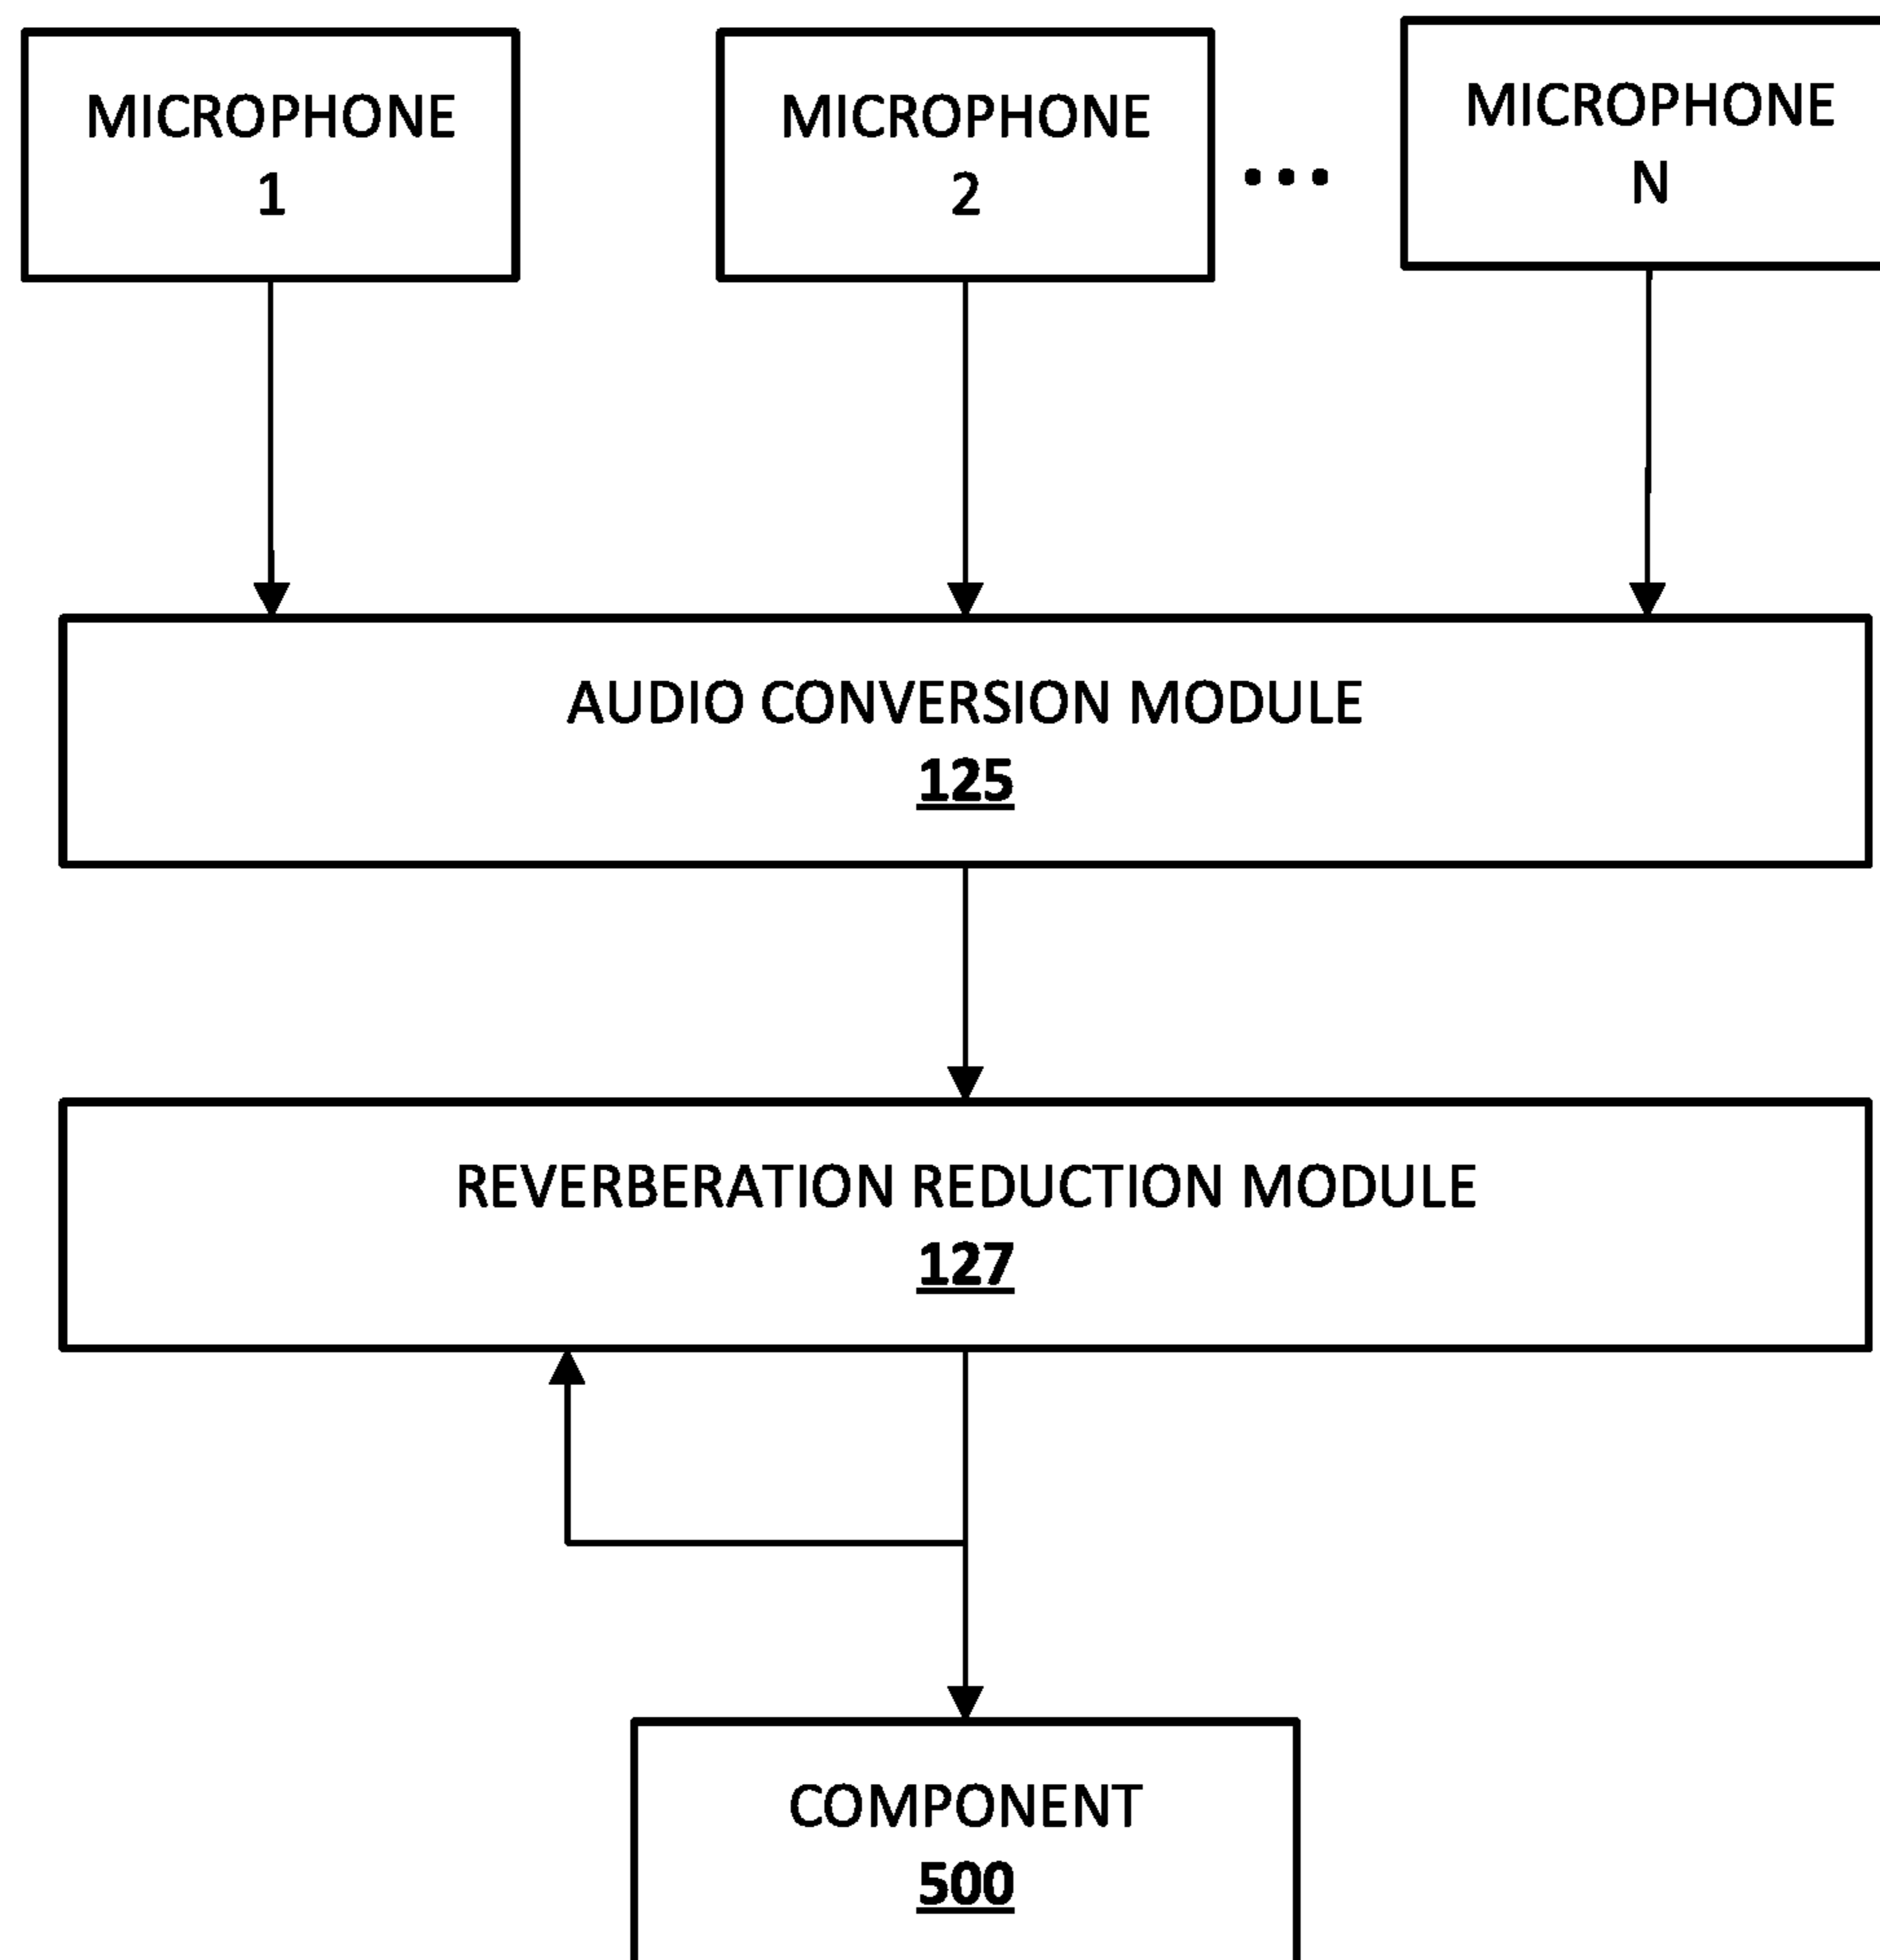 MICROPHONE
1
MICROPHONE
2
...
MICROPHONE
N
AUDIO CONVERSION MODULE
125
REVERBERATION REDUCTION MODULE
127
COMPONENT
500